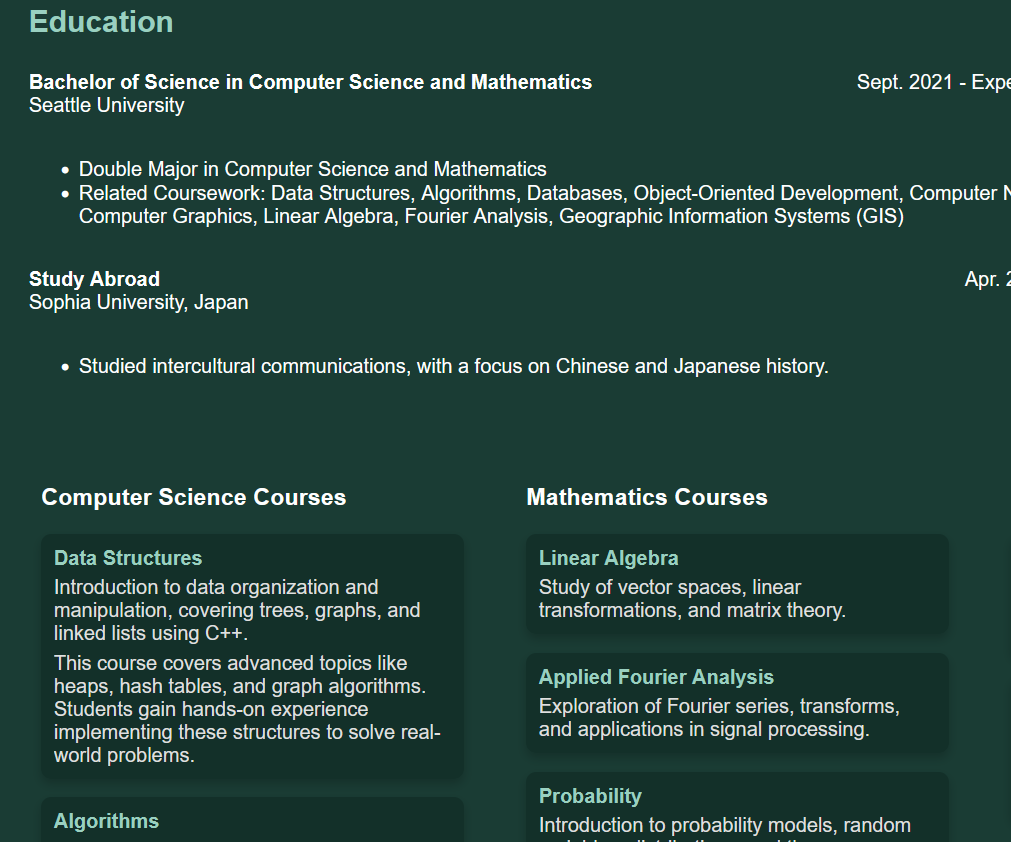 Education
Bachelor of Science in Computer Science and Mathematics
Sept. 2021 -
Seattle University
• Double Major in Computer Science and Mathematics
• Related Coursework: Data Structures, Algorithms, Databases, Object-Oriented Development, Computer
Computer Graphics, Linear Algebra, Fourier Analysis, Geographic Information Systems (GIS)
Study Abroad
Apr.
Sophia University, Japan
• Studied intercultural communications, with a focus on Chinese and Japanese history.
Computer Science Courses
Data Structures
Introduction to data organization and
manipulation, covering trees, graphs, and
linked lists using C++.
This course covers advanced topics like
heaps, hash tables, and graph algorithms.
Students gain hands-on experience
implementing these structures to solve real-
world problems.
Algorithms
Mathematics Courses
Linear Algebra
Study of vector spaces, linear
transformations, and matrix theory.
Applied Fourier Analysis
Exploration of Fourier series, transforms,
and applications in signal processing.
Probability
Introduction to probability models, random